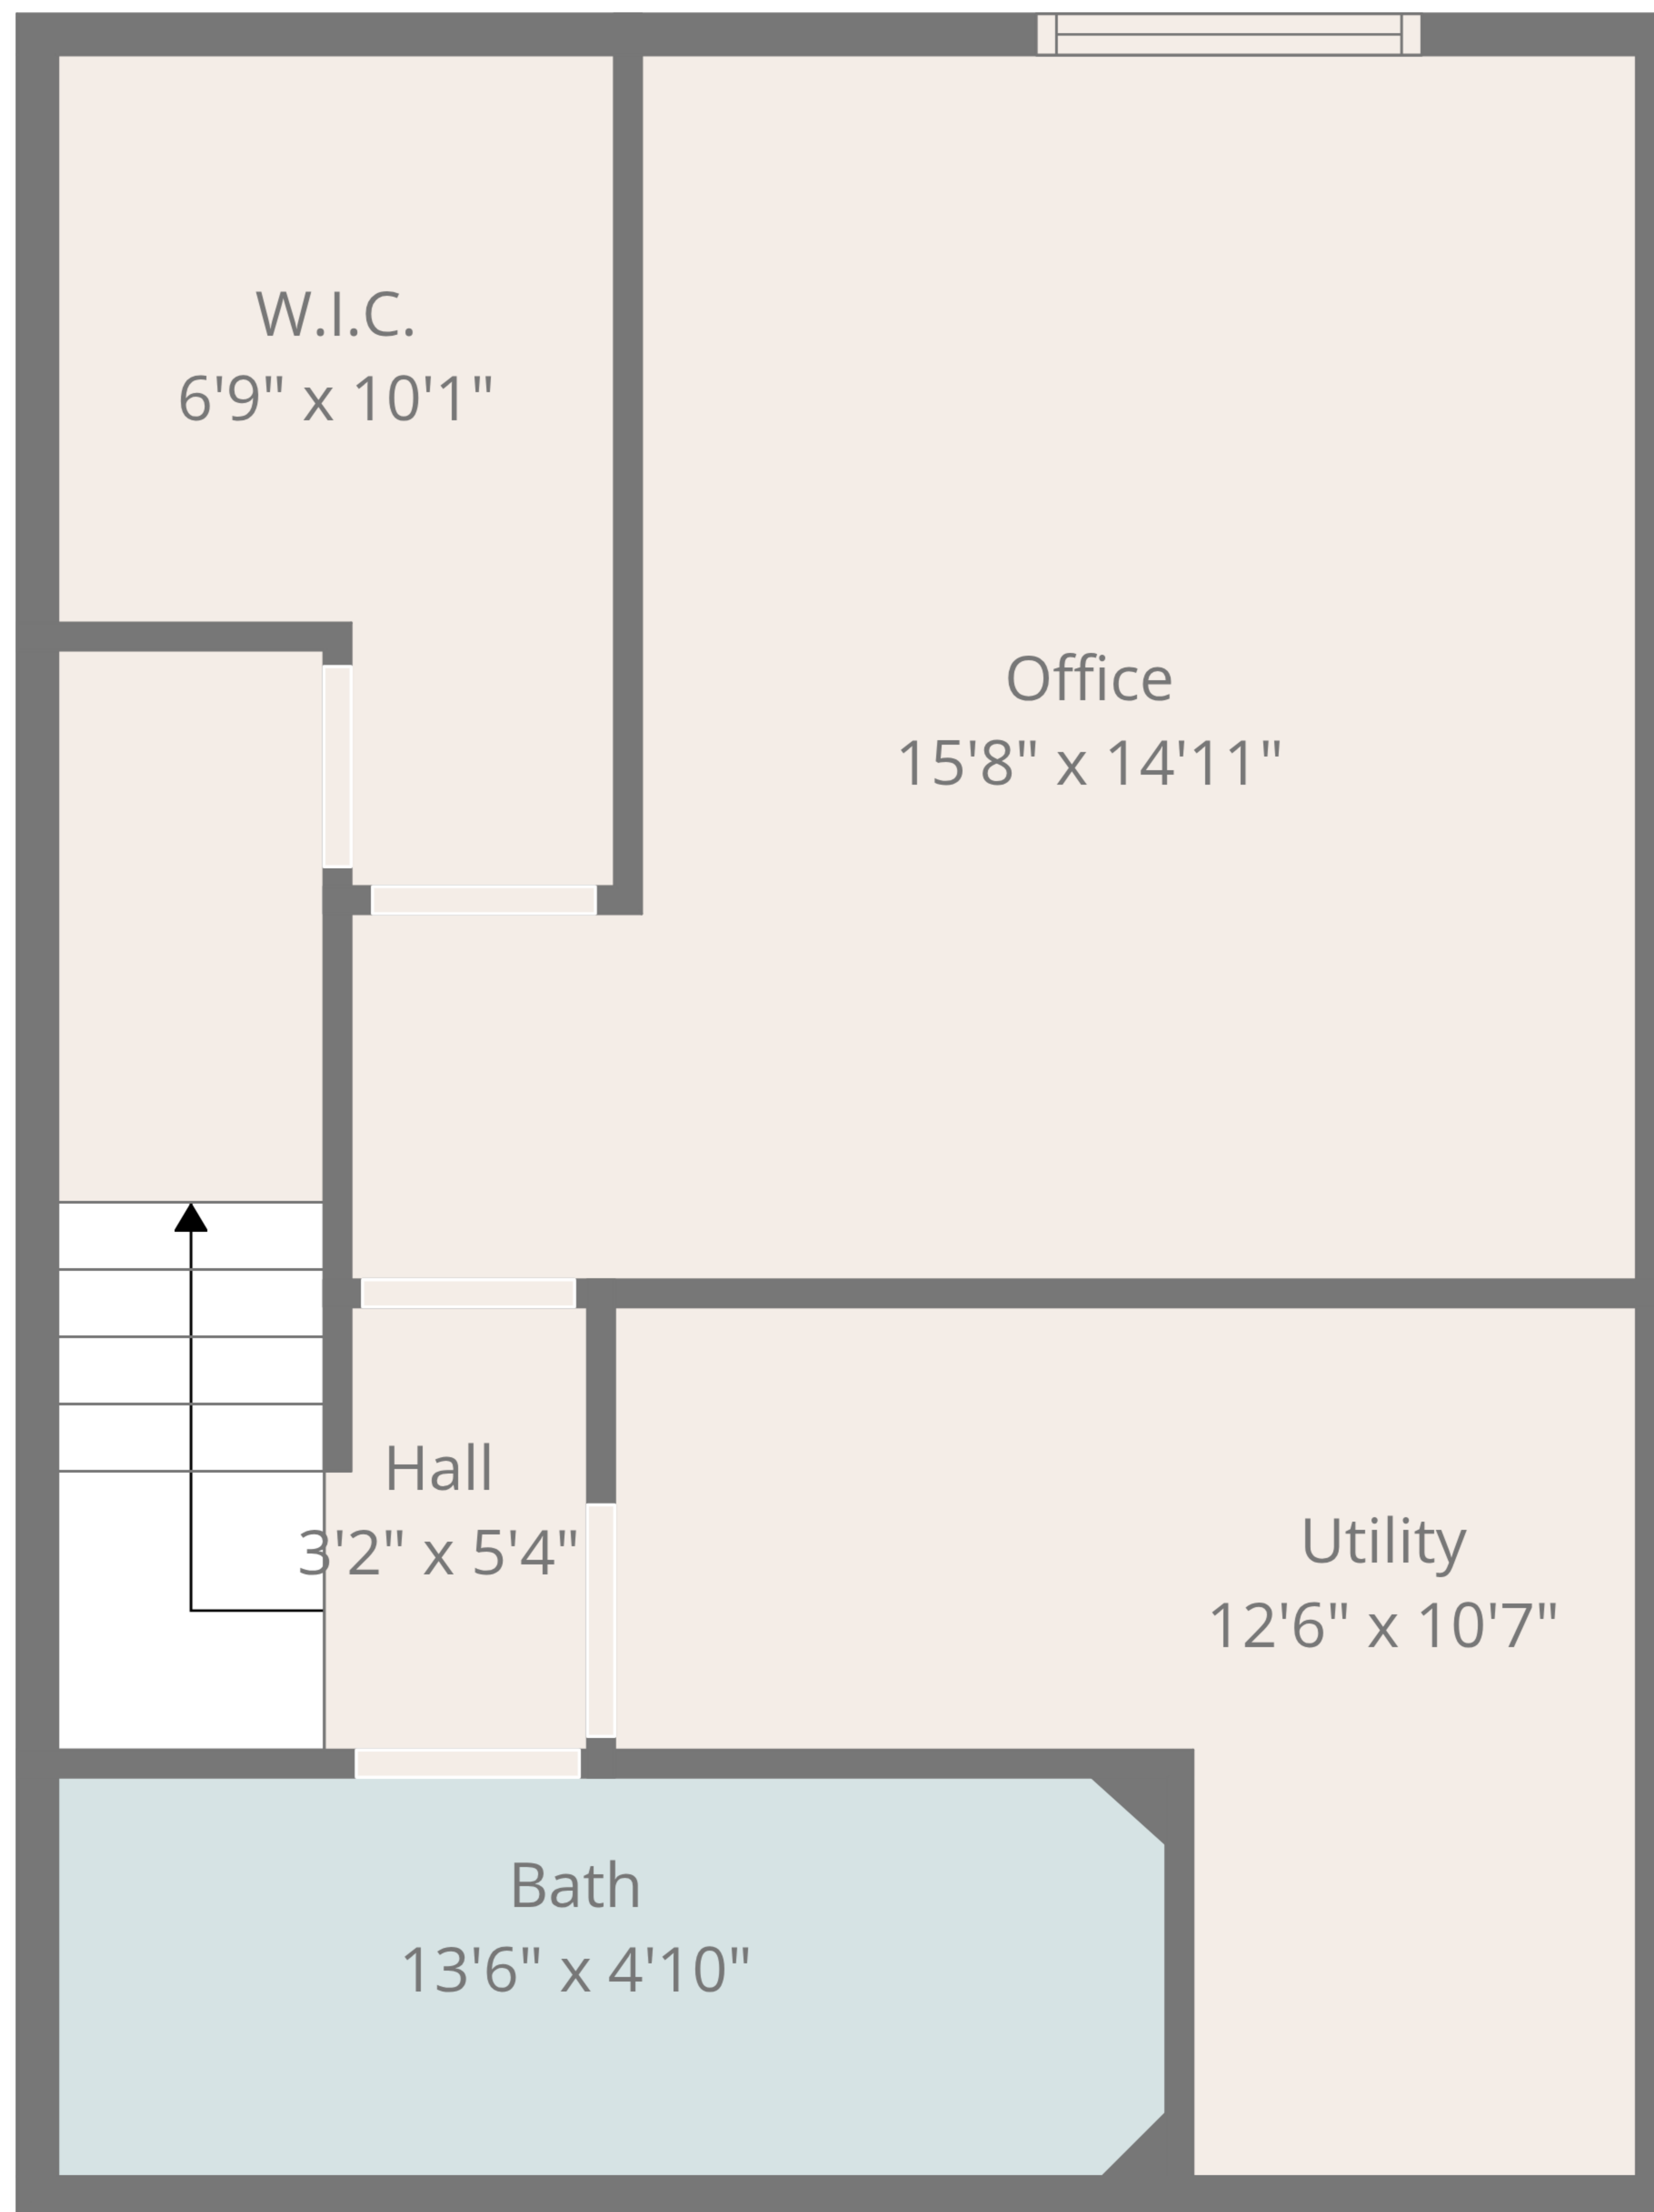 W.I.C.
6'9" x 10'1"
Office
15'8" x 14'11"
Hall
3'2" x 5'4"
Utility
12'6" x 10'7"
Bath
13'6" x 4'10"